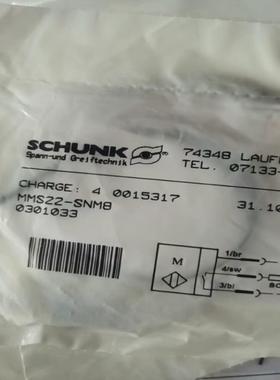 SCHUNK
Spann-und Greiftechnik
74348 LAUFF
TEL. 07133-
CHARGE: 4 0015317
MMS22-SNM8
31.10
0301033
1/br
M
4/sw
3/bl